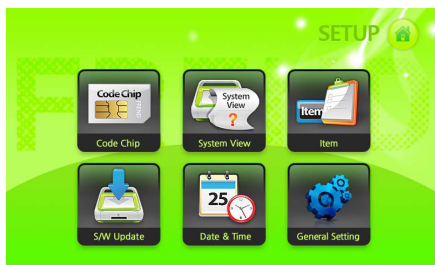 SETUP
Code Chip
Code Chip
System
View
?
System View
Item
Item
S/W Update
25
Date & Time
General Setting